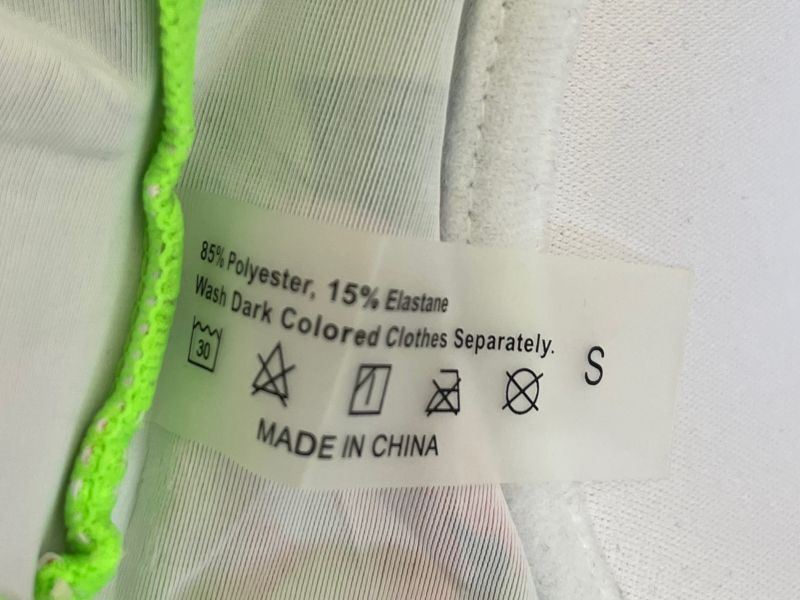 85% Polyester, 15% Elastane
Wash Dark Colored Clothes Separately.
30
S
MADE IN CHINA